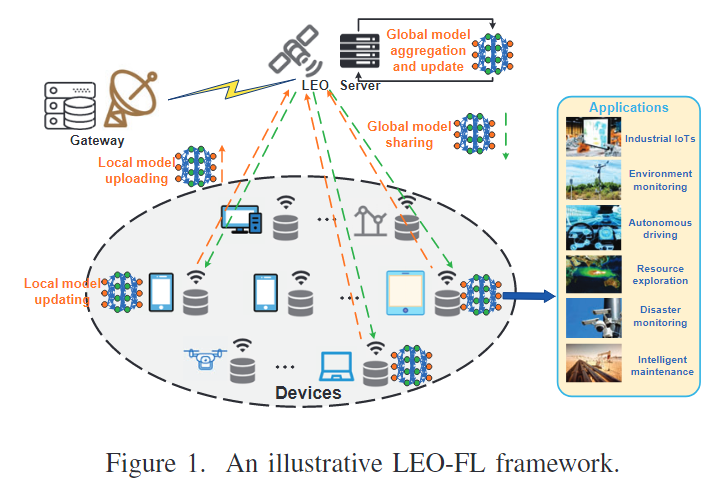 Global model
aggregation
and update
LEO Server
Gateway
Local model
uploading
Global model
sharing
Local model
updating
...
...
...
Devices
Applications
Industrial IoTs
Environment
monitoring
Autonomous
driving
Resource
exploration
Disaster
monitoring
Intelligent
maintenance
Figure 1. An illustrative LEO-FL framework.